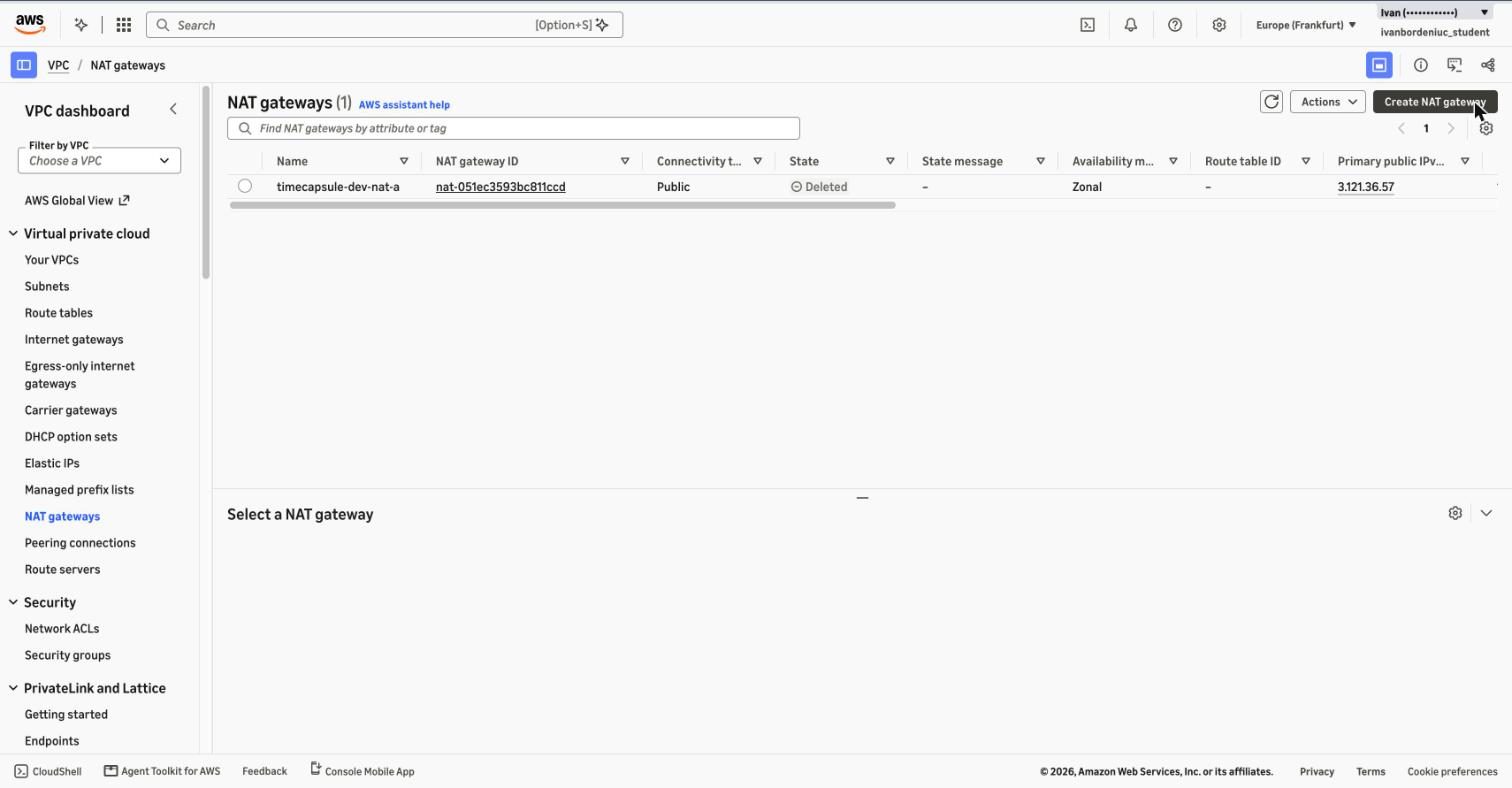 aws
Search [Option+S]
Europe (Frankfurt)
Ivan (••••••••••••)
ivanbordeniuc_student
VPC / NAT gateways
VPC dashboard
Filter by VPC
Choose a VPC
AWS Global View
Virtual private cloud
Your VPCs
Subnets
Route tables
Internet gateways
Egress-only internet
gateways
Carrier gateways
DHCP option sets
Elastic IPs
Managed prefix lists
NAT gateways
Peering connections
Route servers
Security
Network ACLs
Security groups
PrivateLink and Lattice
Getting started
Endpoints
NAT gateways (1) AWS assistant help
Actions
Create NAT gateway
Find NAT gateways by attribute or tag
1
Name NAT gateway ID Connectivity t... State State message Availability m... Route table ID Primary public IPv...
timecapsule-dev-nat-a nat-051ec3593bc811ccd Public Deleted – Zonal – 3.121.36.57
Select a NAT gateway
CloudShell Agent Toolkit for AWS Feedback Console Mobile App © 2026, Amazon Web Services, Inc. or its affiliates. Privacy Terms Cookie preferences